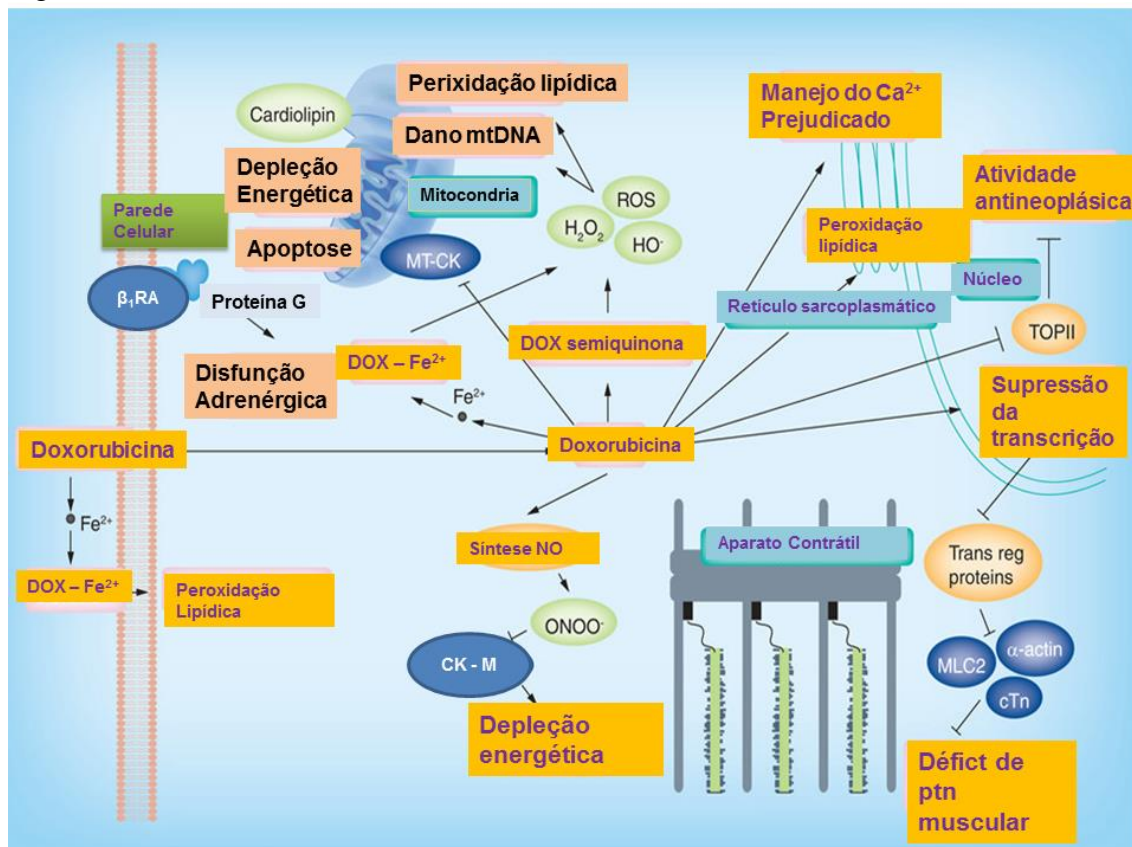 Cardiolipin
Perixidação lipídica
Dano mtDNA
Depleção
Energética
Mitocondria
Parede
Celular
Apoptose
MT-CK
ROS
H₂O₂
HO⁻
β₁RA
Proteína G
Disfunção
Adrenérgica
DOX – Fe²⁺
Fe²⁺
DOX semiquinona
Manejo do Ca²⁺
Prejudicado
Atividade
antineoplásica
Peroxidação
lipídica
Núcleo
Retículo sarcoplasmático
TOPII
Supressão
da
transcrição
Doxorubicina
Doxorubicina
Fe²⁺
DOX – Fe²⁺
Peroxidação
Lipídica
Síntese NO
ONOO⁻
CK - M
Depleção
energética
Aparato Contrátil
Trans reg
proteins
MLC2
α-actin
cTn
Défict de
ptn
muscular